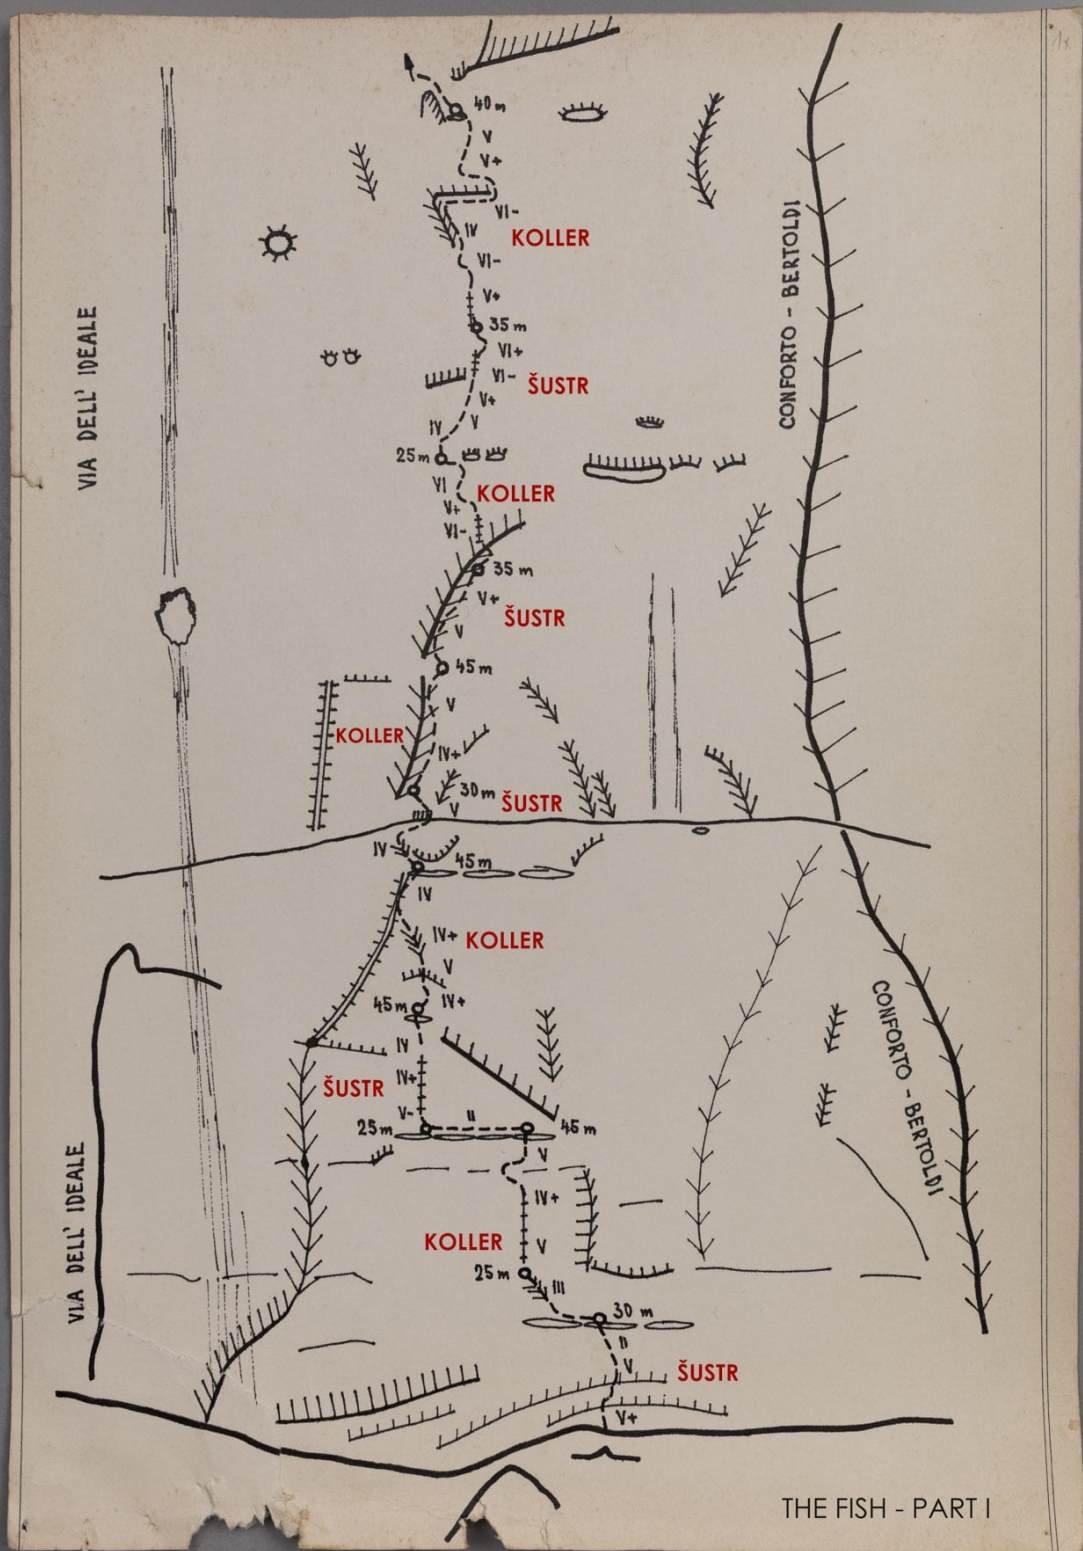 1x
40 m
V
V+
VI-
KOLLER
IV
VI-
V+
35 m
VI+
VI-
ŠUSTR
V+
V
IV
25 m
VI
KOLLER
V+
VI-
35 m
V+
ŠUSTR
V
45 m
V
KOLLER
IV+
30 m
ŠUSTR
V
IV
45 m
IV
IV+
KOLLER
V
45 m
IV+
IV
ŠUSTR
IV+
V-
25 m
II
45 m
V
IV+
KOLLER
V
25 m
III
30 m
II
V
ŠUSTR
V+
VIA DELL' IDEALE
VIA DELL' IDEALE
CONFORTO - BERTOLDI
CONFORTO - BERTOLDI
THE FISH - PART I